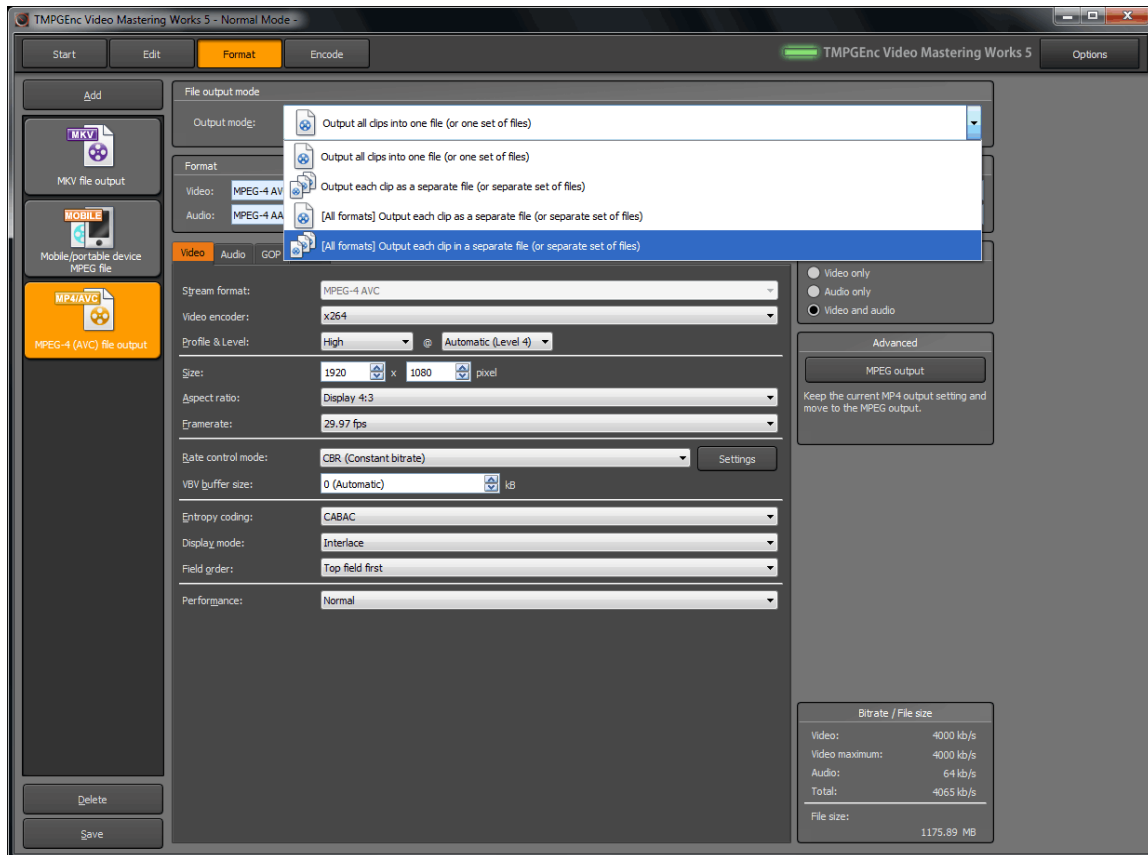 TMPGEnc Video Mastering Works 5 - Normal Mode -
Start Edit Format Encode TMPGEnc Video Mastering Works 5 Options
Add
MKV
MKV file output
MOBILE
Mobile/portable device
MPEG file
MP4/AVC
MPEG-4 (AVC) file output
Delete
Save
File output mode
Output mode: Output all clips into one file (or one set of files)
Output all clips into one file (or one set of files)
Output each clip as a separate file (or separate set of files)
[All formats] Output each clip as a separate file (or separate set of files)
[All formats] Output each clip in a separate file (or separate set of files)
Format
Video: MPEG-4 AV
Audio: MPEG-4 AA
Video Audio GOP
Stream format: MPEG-4 AVC
Video encoder: x264
Profile & Level: High @ Automatic (Level 4)
Size: 1920 x 1080 pixel
Aspect ratio: Display 4:3
Framerate: 29.97 fps
Rate control mode: CBR (Constant bitrate) Settings
VBV buffer size: 0 (Automatic) kB
Entropy coding: CABAC
Display mode: Interlace
Field order: Top field first
Performance: Normal
Video only
Audio only
Video and audio
Advanced
MPEG output
Keep the current MP4 output setting and
move to the MPEG output.
Bitrate / File size
Video: 4000 kb/s
Video maximum: 4000 kb/s
Audio: 64 kb/s
Total: 4065 kb/s
File size:
1175.89 MB